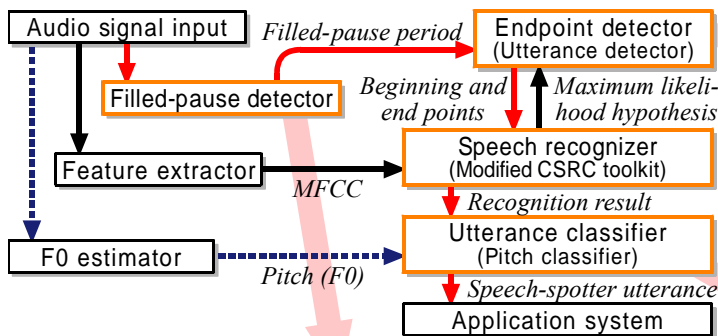 Audio signal input
Filled-pause period
Endpoint detector
(Utterance detector)
Filled-pause detector
Beginning and
end points
Maximum likeli-
hood hypothesis
Feature extractor
MFCC
Speech recognizer
(Modified CSRC toolkit)
Recognition result
F0 estimator
Pitch (F0)
Utterance classifier
(Pitch classifier)
Speech-spotter utterance
Application system